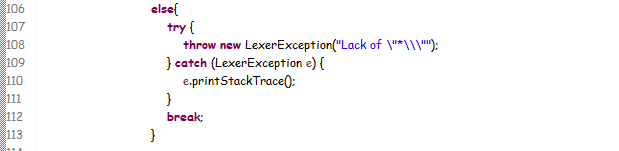 106 else{
107 try {
108 throw new LexerException("Lack of \"*\\\"");
109 } catch (LexerException e) {
110 e.printStackTrace();
111 }
112 break;
113 }